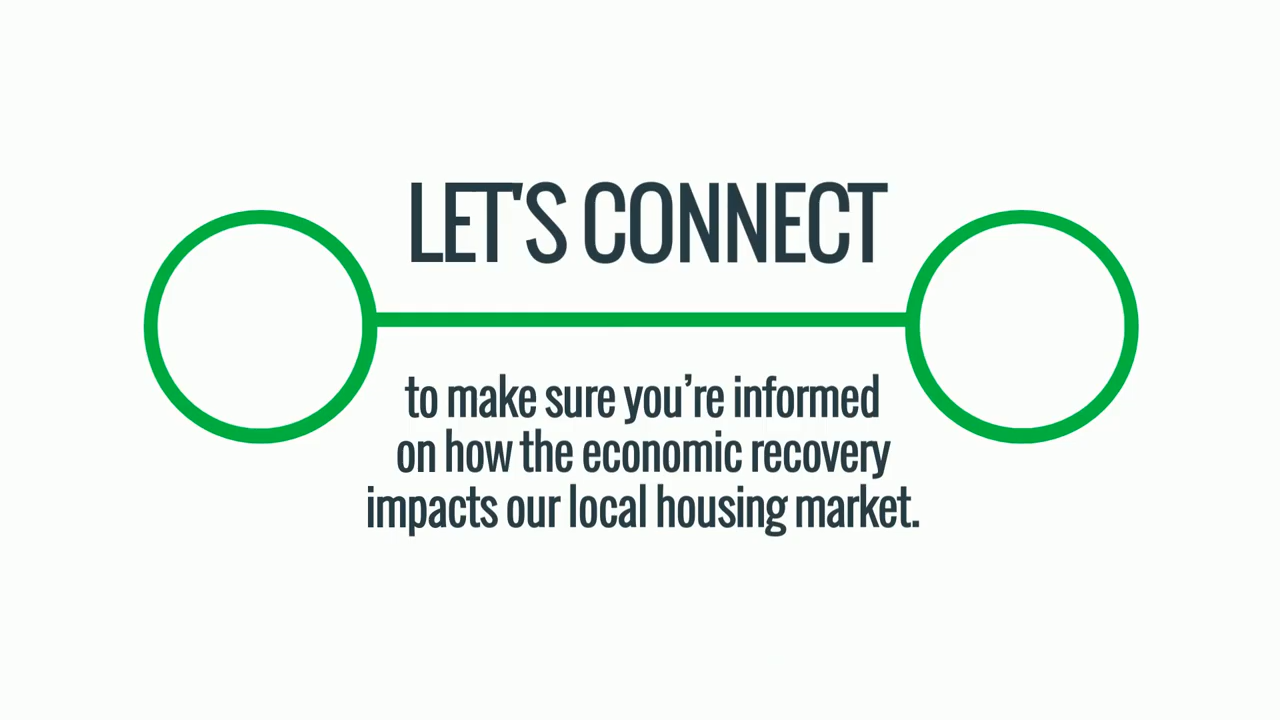 LET'S CONNECT
to make sure you’re informed
on how the economic recovery
impacts our local housing market.